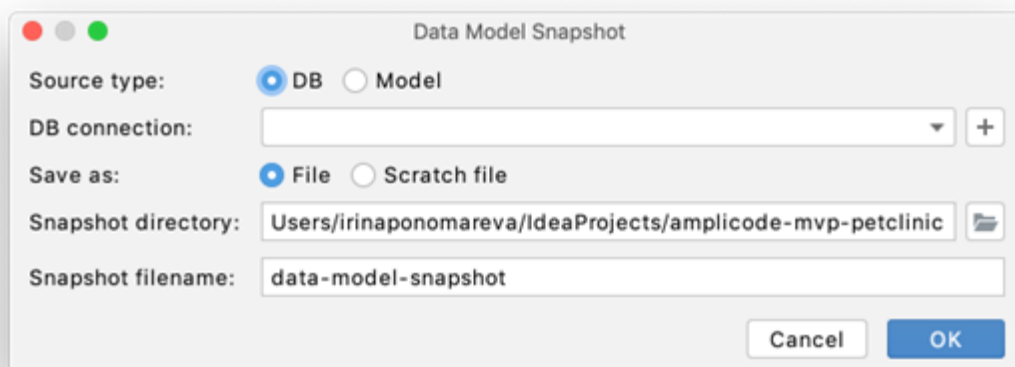 Data Model Snapshot
Source type: DB Model
DB connection:
Save as: File Scratch file
Snapshot directory: Users/irinaponomareva/IdeaProjects/amplicode-mvp-petclinic
Snapshot filename: data-model-snapshot
Cancel OK